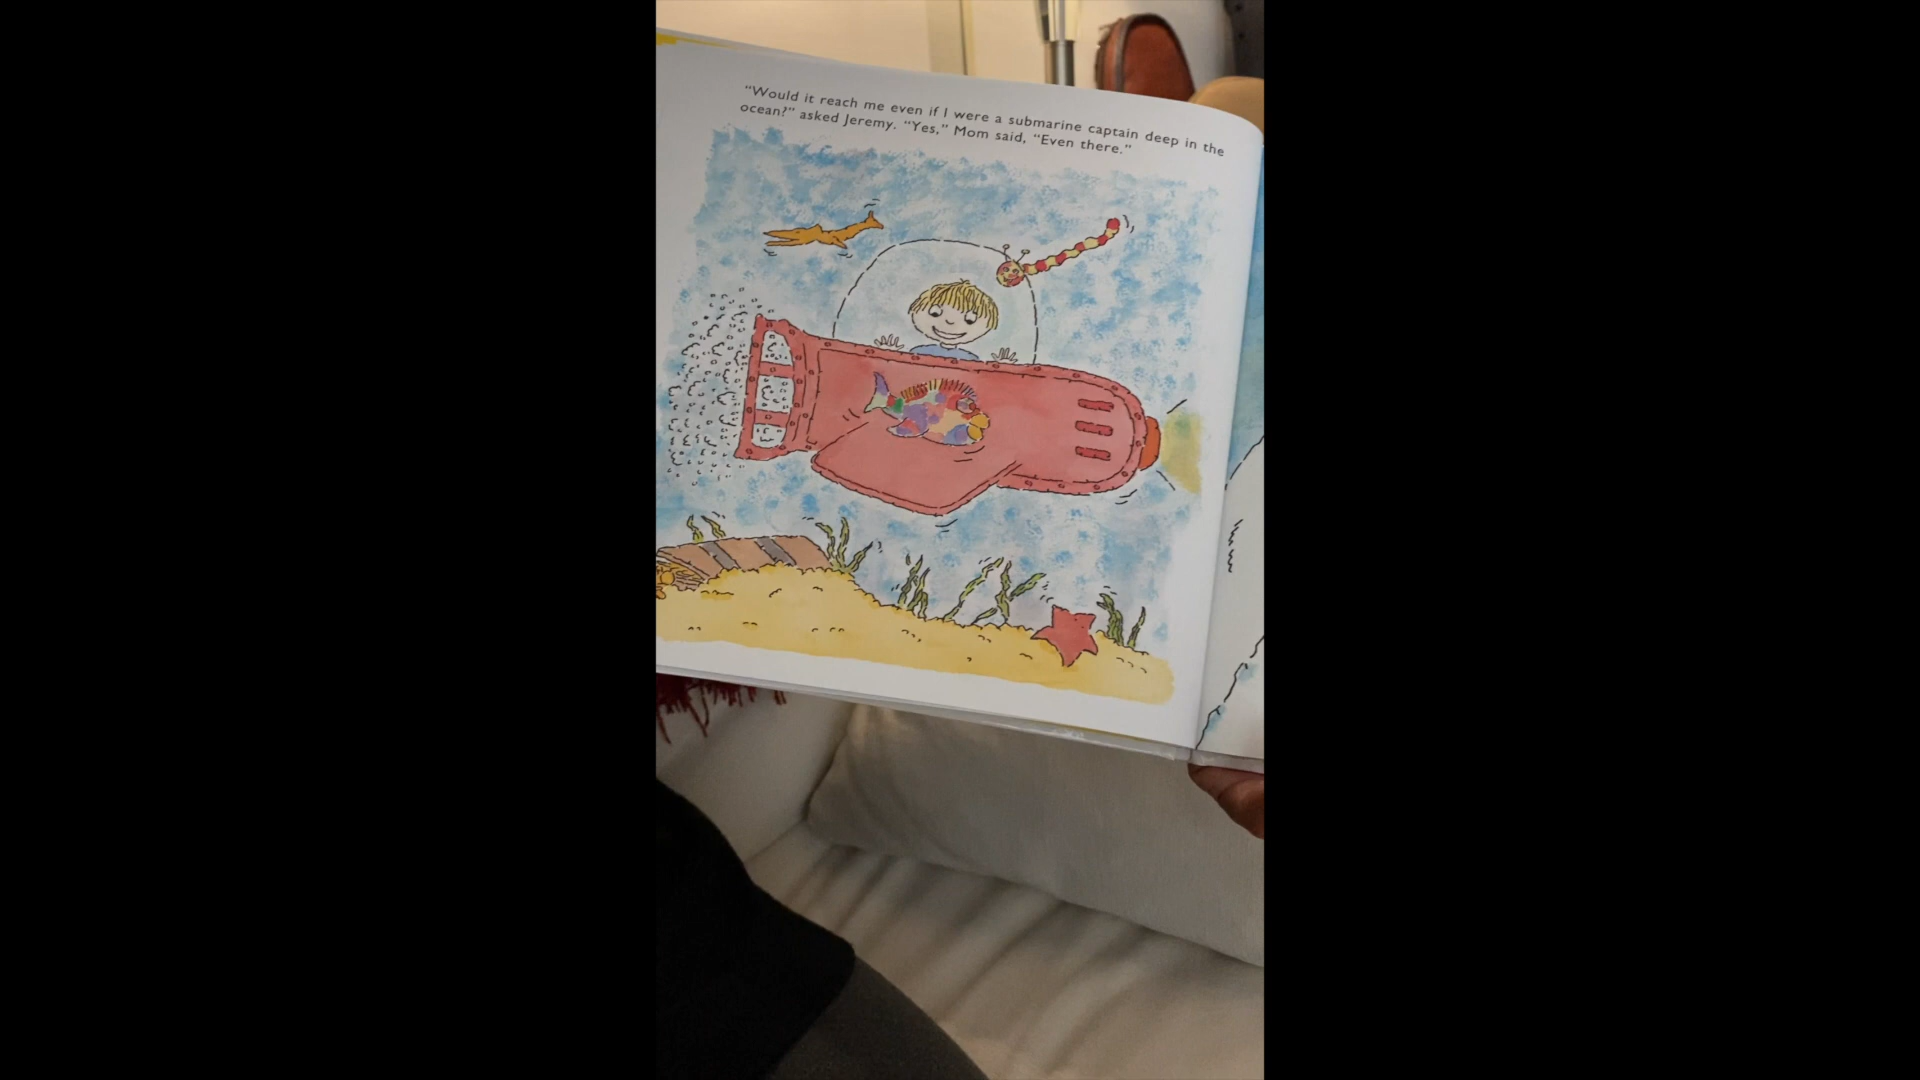 “Would it reach me even if I were a submarine captain deep in the
ocean?” asked Jeremy. “Yes,” Mom said, “Even there.”